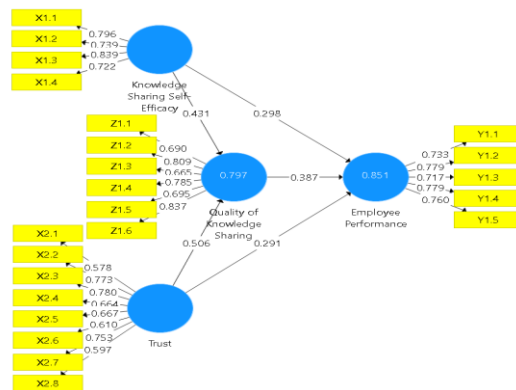 X1.1
X1.2
X1.3
X1.4
0.796
0.739
0.839
0.722
Knowledge
Sharing Self-
Efficacy
0.431
0.298
Z1.1
Z1.2
Z1.3
Z1.4
Z1.5
Z1.6
0.690
0.809
0.665
0.785
0.695
0.837
0.797
Quality of
Knowledge
Sharing
0.387
0.851
Employee
Performance
0.733
0.779
0.717
0.779
0.760
Y1.1
Y1.2
Y1.3
Y1.4
Y1.5
0.506
0.291
X2.1
X2.2
X2.3
X2.4
X2.5
X2.6
X2.7
X2.8
0.578
0.773
0.780
0.664
0.667
0.610
0.753
0.597
Trust